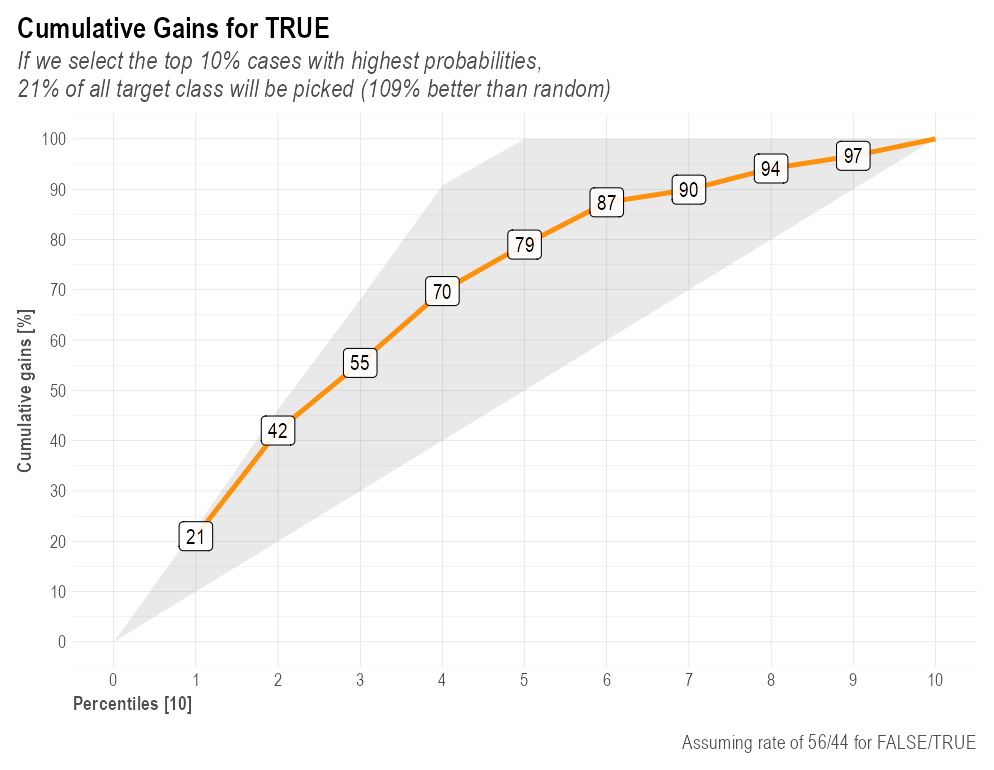 Cumulative Gains for TRUE
If we select the top 10% cases with highest probabilities,
21% of all target class will be picked (109% better than random)
Cumulative gains [%]
100
90
80
70
60
50
40
30
20
10
0
21
42
55
70
79
87
90
94
97
0 1 2 3 4 5 6 7 8 9 10
Percentiles [10]
Assuming rate of 56/44 for FALSE/TRUE